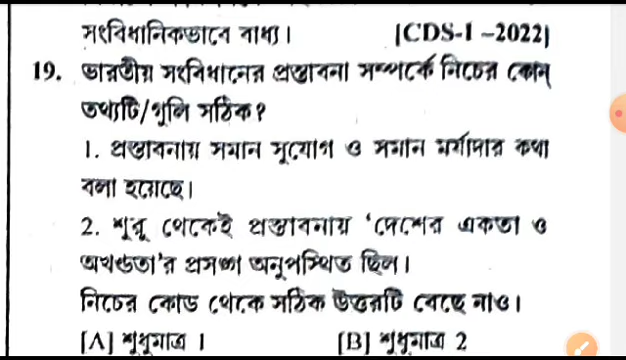 সংবিধানিকভাবে বাধ্য। [CDS-I -2022]
19. ভারতীয় সংবিধানের প্রস্তাবনা সম্পর্কে নিচের কোন্
তথ্যটি/গুলি সঠিক?
1. প্রস্তাবনায় সমান সুযোগ ও সমান মর্যাদার কথা
বলা হয়েছে।
2. শুরু থেকেই প্রস্তাবনায় 'দেশের একতা ও
অখণ্ডতা'র প্রসঙ্গ অনুপস্থিত ছিল।
নিচের কোড থেকে সঠিক উত্তরটি বেছে নাও।
[A] শুধুমাত্র 1 [B] শুধুমাত্র 2